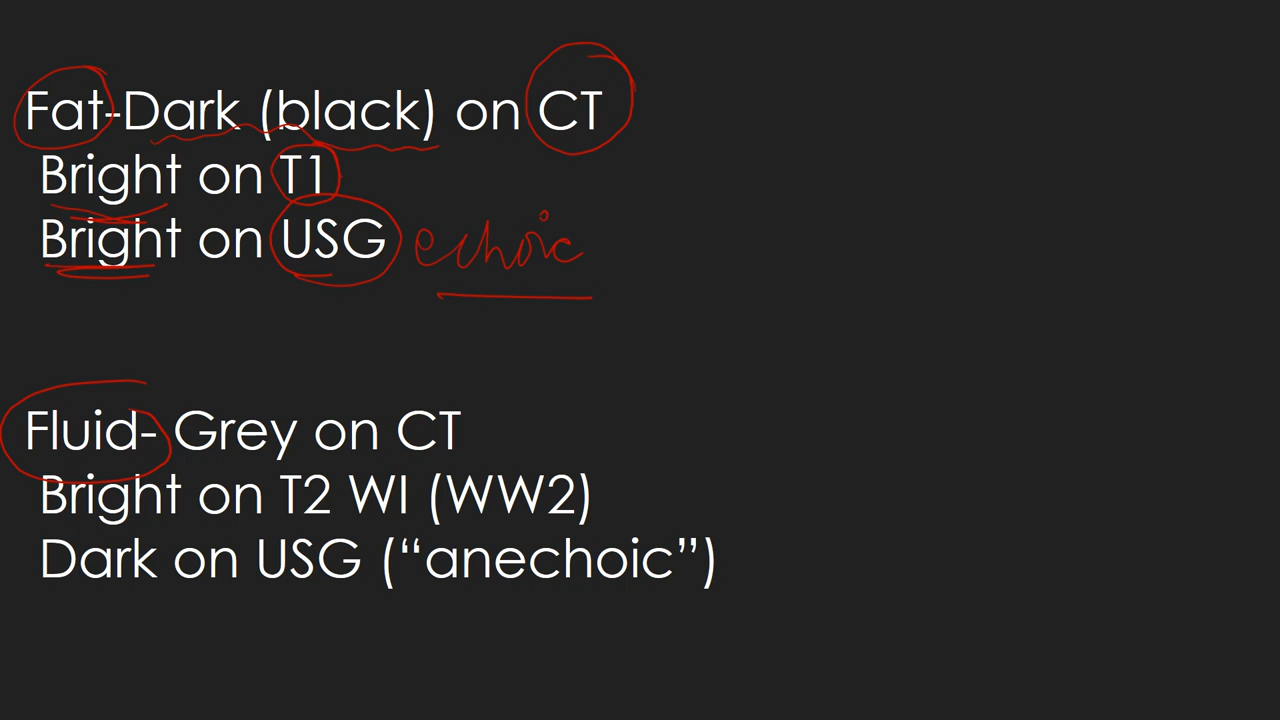 Fat-Dark (black) on CT
Bright on T1
Bright on USG echoic
Fluid- Grey on CT
Bright on T2 WI (WW2)
Dark on USG (“anechoic”)